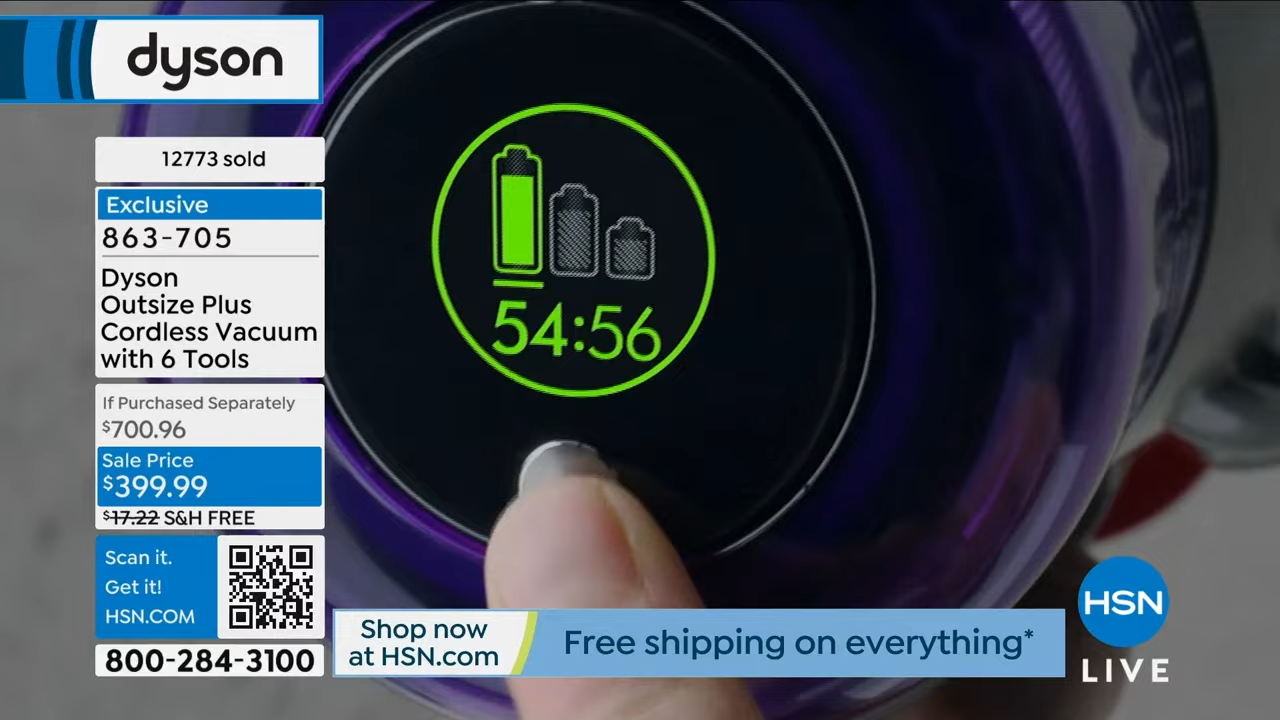 dyson
12773 sold
Exclusive
863-705
Dyson
Outsize Plus
Cordless Vacuum
with 6 Tools
If Purchased Separately
$700.96
Sale Price
$399.99
$17.22 S&H FREE
Scan it.
Get it!
HSN.COM
800-284-3100
54:56
Shop now
at HSN.com
Free shipping on everything*
HSN
LIVE